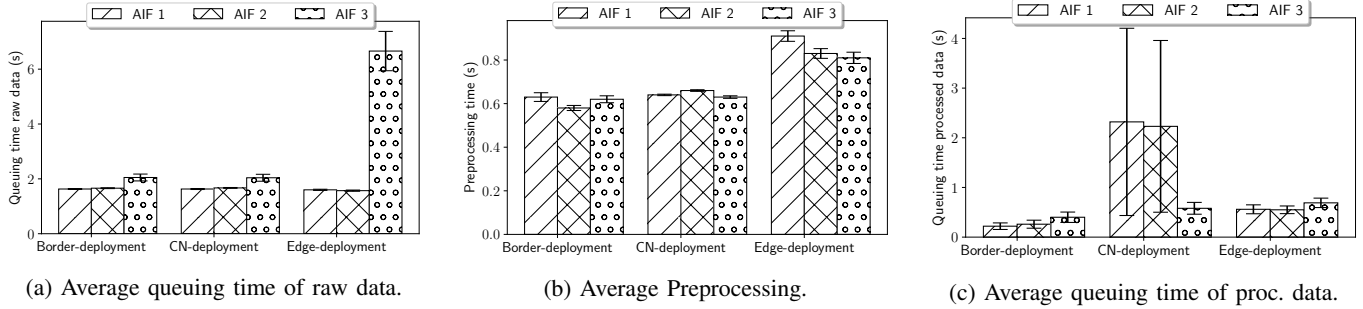 AIF 1 AIF 2 AIF 3
Queuing time raw data (s)
6
4
2
0
Border-deployment CN-deployment Edge-deployment
(a) Average queuing time of raw data.
AIF 1 AIF 2 AIF 3
Preprocessing time (s)
0.8
0.6
0.4
0.2
0.0
Border-deployment CN-deployment Edge-deployment
(b) Average Preprocessing.
AIF 1 AIF 2 AIF 3
Queuing time processed data (s)
4
3
2
1
0
Border-deployment CN-deployment Edge-deployment
(c) Average queuing time of proc. data.